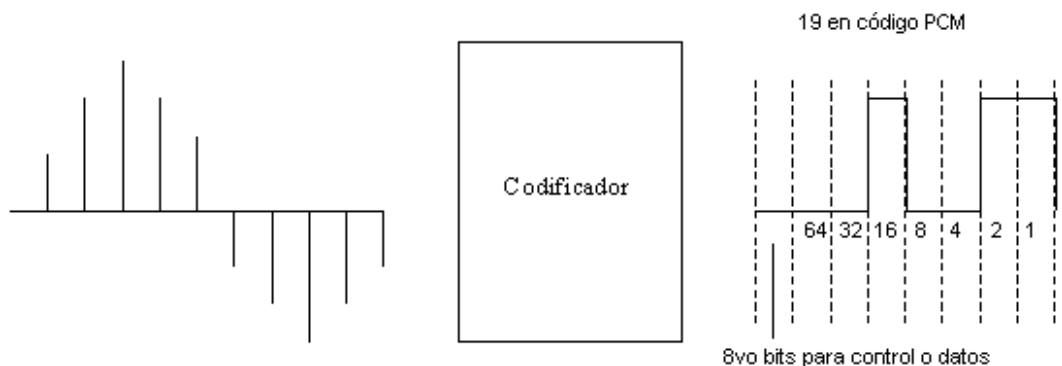 19 en código PCM
Codificador
64 32 16 8 4 2 1
8vo bits para control o datos